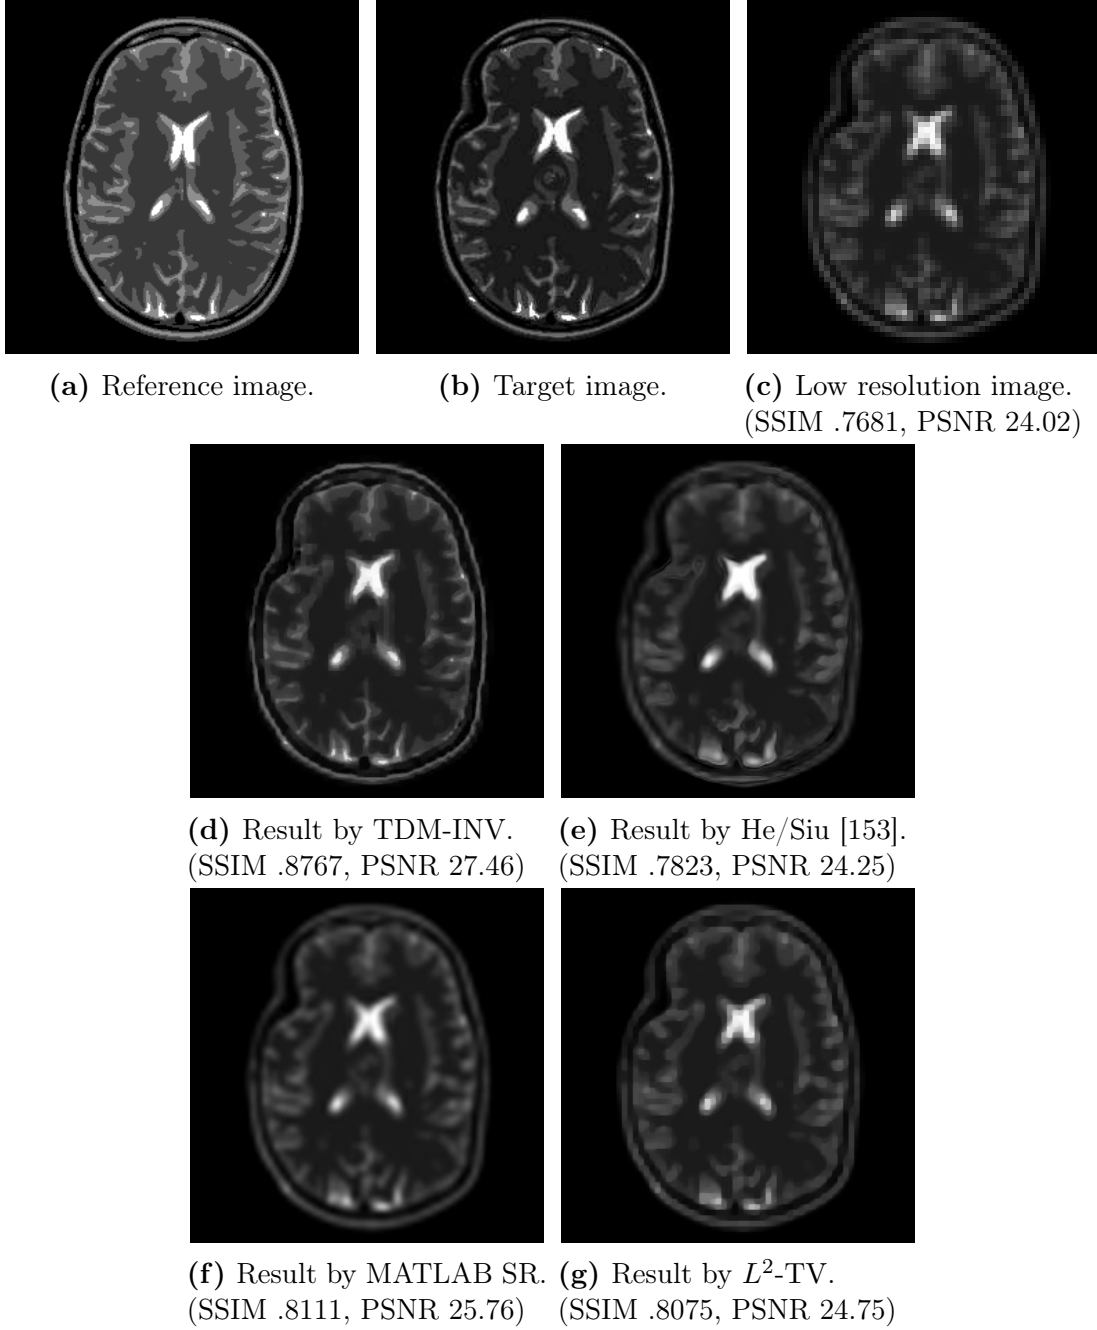 (a) Reference image.
(b) Target image.
(c) Low resolution image.
(SSIM .7681, PSNR 24.02)
(d) Result by TDM-INV.
(SSIM .8767, PSNR 27.46)
(e) Result by He/Siu [153].
(SSIM .7823, PSNR 24.25)
(f) Result by MATLAB SR.
(SSIM .8111, PSNR 25.76)
(g) Result by L²-TV.
(SSIM .8075, PSNR 24.75)